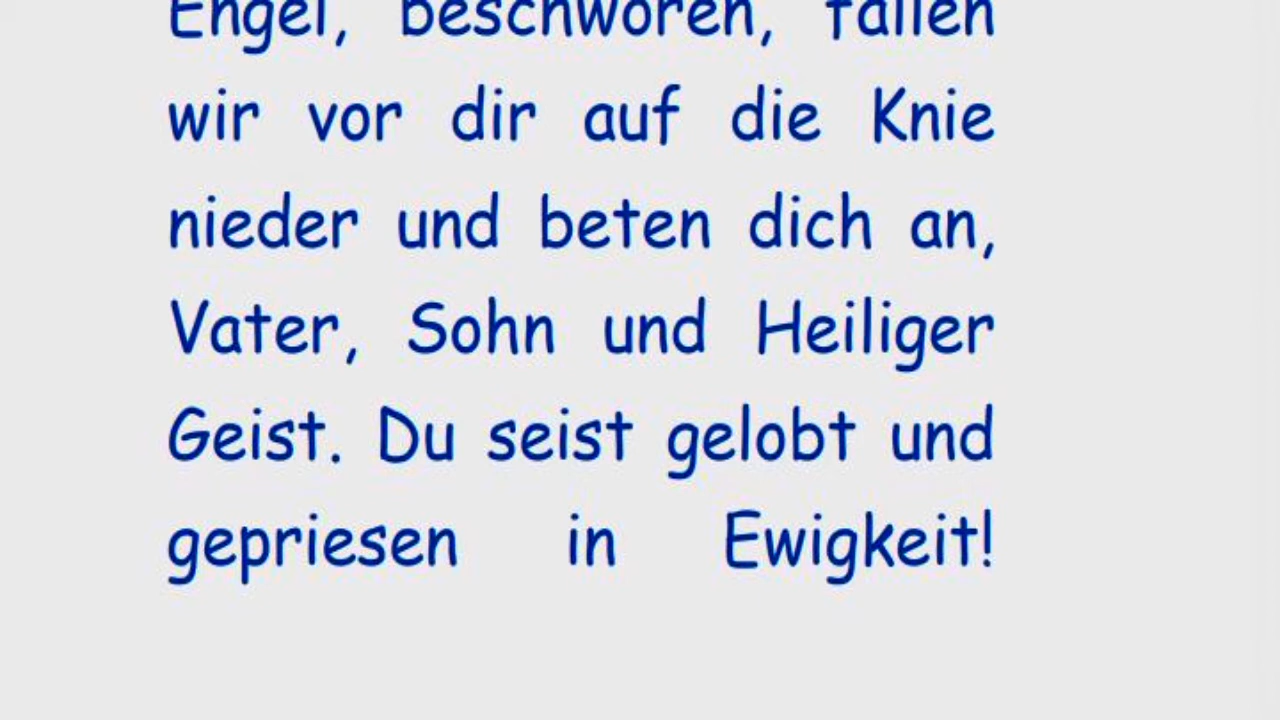 Engel, beschworen, fallen
wir vor dir auf die Knie
nieder und beten dich an,
Vater, Sohn und Heiliger
Geist. Du seist gelobt und
gepriesen in Ewigkeit!